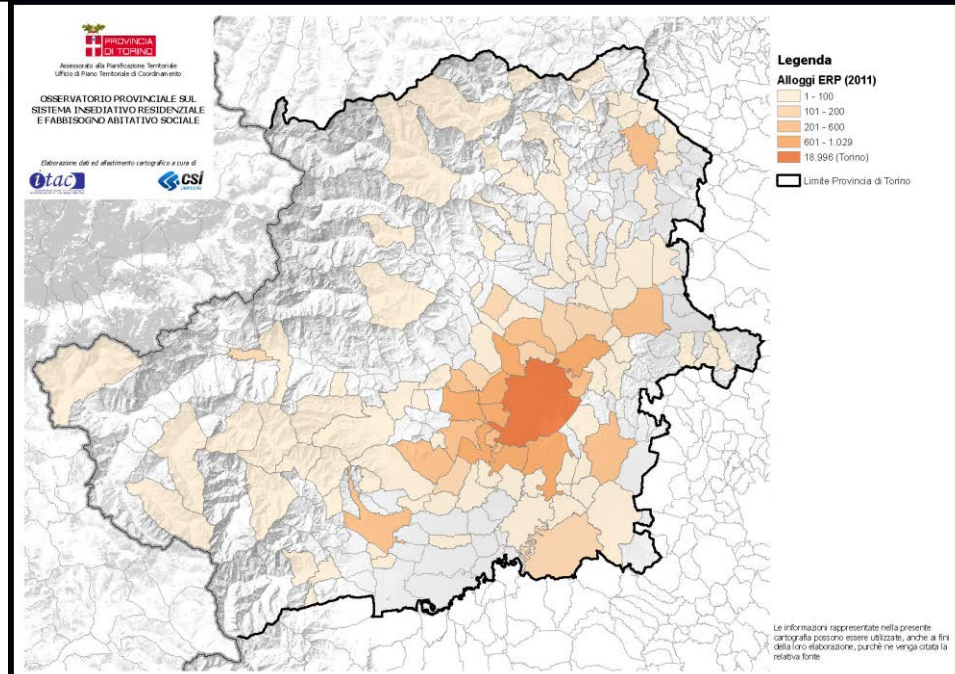 PROVINCIA
DI TORINO
Assessorato alla Pianificazione Territoriale
Ufficio di Piano Territoriale di Coordinamento
OSSERVATORIO PROVINCIALE SUL
SISTEMA INSEDIATIVO RESIDENZIALE
E FABBISOGNO ABITATIVO SOCIALE
Elaborazione dati ed allestimento cartografico a cura di
itac
csi
piemonte
Legenda
Alloggi ERP (2011)
1 - 100
101 - 200
201 - 600
601 - 1.029
18.996 (Torino)
Limite Provincia di Torino
Le informazioni rappresentate nella presente
cartografia possono essere utilizzate, anche ai fini
della loro elaborazione, purchè ne venga citata la
relativa fonte